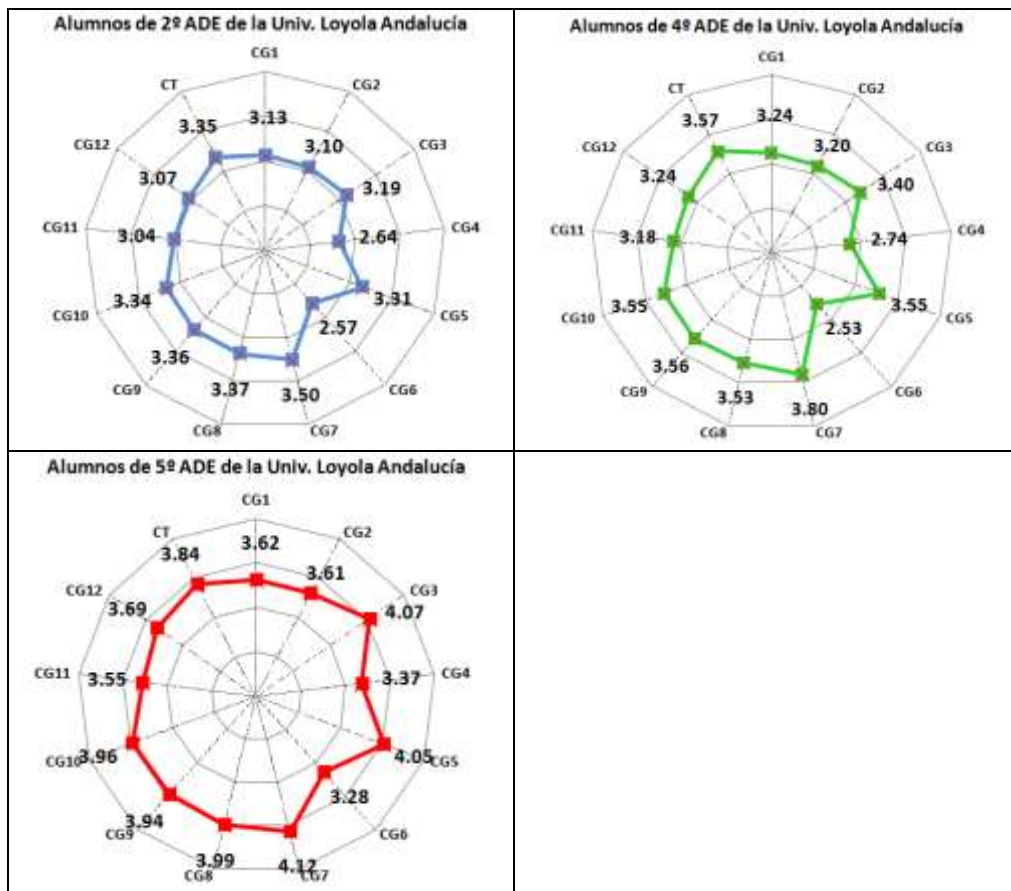 Alumnos de 2º ADE de la Univ. Loyola Andalucía
CG1
CT
CG2
3.35
3.13
3.10
CG12
CG3
3.07
3.19
CG11
3.04
2.64
CG4
3.34
3.31
CG10
CG5
2.57
3.36
CG9
3.37
3.50
CG6
CG8
CG7
Alumnos de 4º ADE de la Univ. Loyola Andalucía
CG1
CT
CG2
3.57
3.24
3.20
CG12
CG3
3.24
3.40
CG11
3.18
2.74
CG4
3.55
3.55
CG10
CG5
2.53
3.56
CG9
3.53
3.80
CG6
CG8
CG7
Alumnos de 5º ADE de la Univ. Loyola Andalucía
CG1
CT
CG2
3.84
3.62
3.61
CG12
CG3
3.69
4.07
CG11
3.55
3.37
CG4
CG10
3.96
4.05
CG5
3.28
3.94
CG9
3.99
4.12
CG6
CG8
CG7